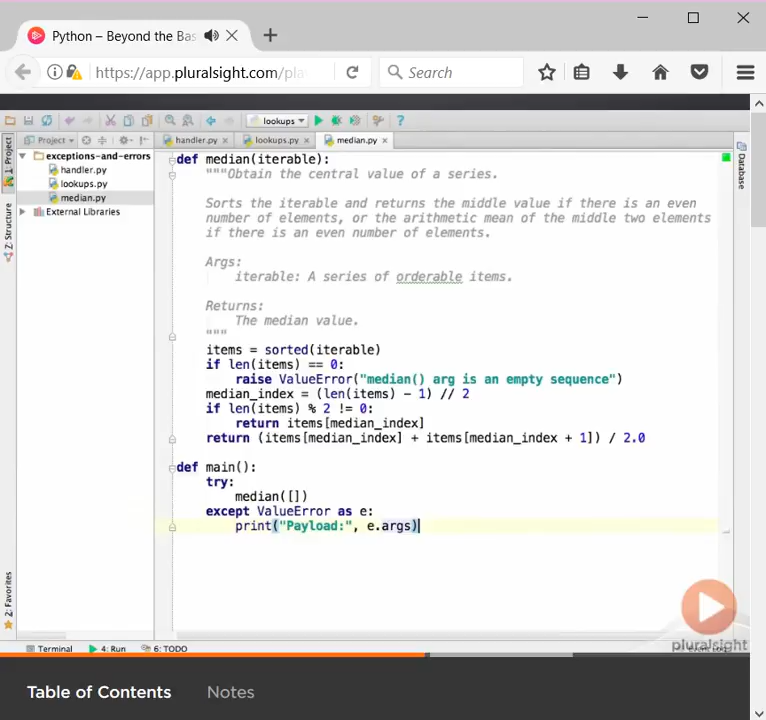 Python – Beyond the Bas
https://app.pluralsight.com/pla
Search
lookups
Project
handler.py
lookups.py
median.py
1: Project
Z: Structure
2: Favorites
Database
exceptions-and-errors
handler.py
lookups.py
median.py
External Libraries
def median(iterable):
"""Obtain the central value of a series.
Sorts the iterable and returns the middle value if there is an even
number of elements, or the arithmetic mean of the middle two elements
if there is an even number of elements.
Args:
iterable: A series of orderable items.
Returns:
The median value.
"""
items = sorted(iterable)
if len(items) == 0:
raise ValueError("median() arg is an empty sequence")
median_index = (len(items) - 1) // 2
if len(items) % 2 != 0:
return items[median_index]
return (items[median_index] + items[median_index + 1]) / 2.0
def main():
try:
median([])
except ValueError as e:
print("Payload:", e.args)
pluralsight
Terminal
4: Run
6: TODO
Table of Contents
Notes